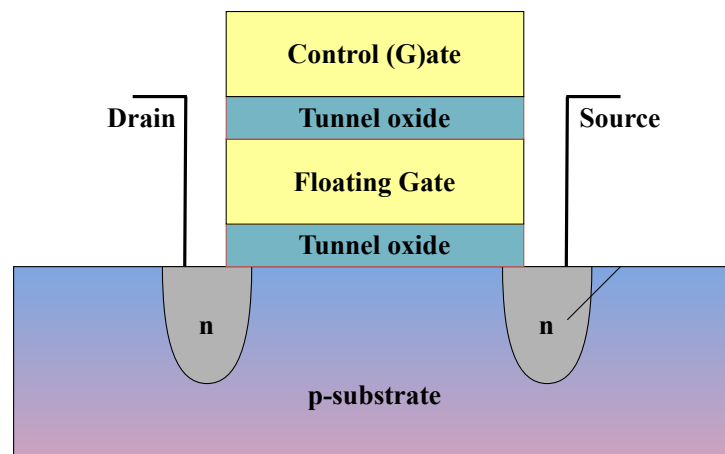 Control (G)ate
Drain
Tunnel oxide
Source
Floating Gate
Tunnel oxide
n
n
p-substrate